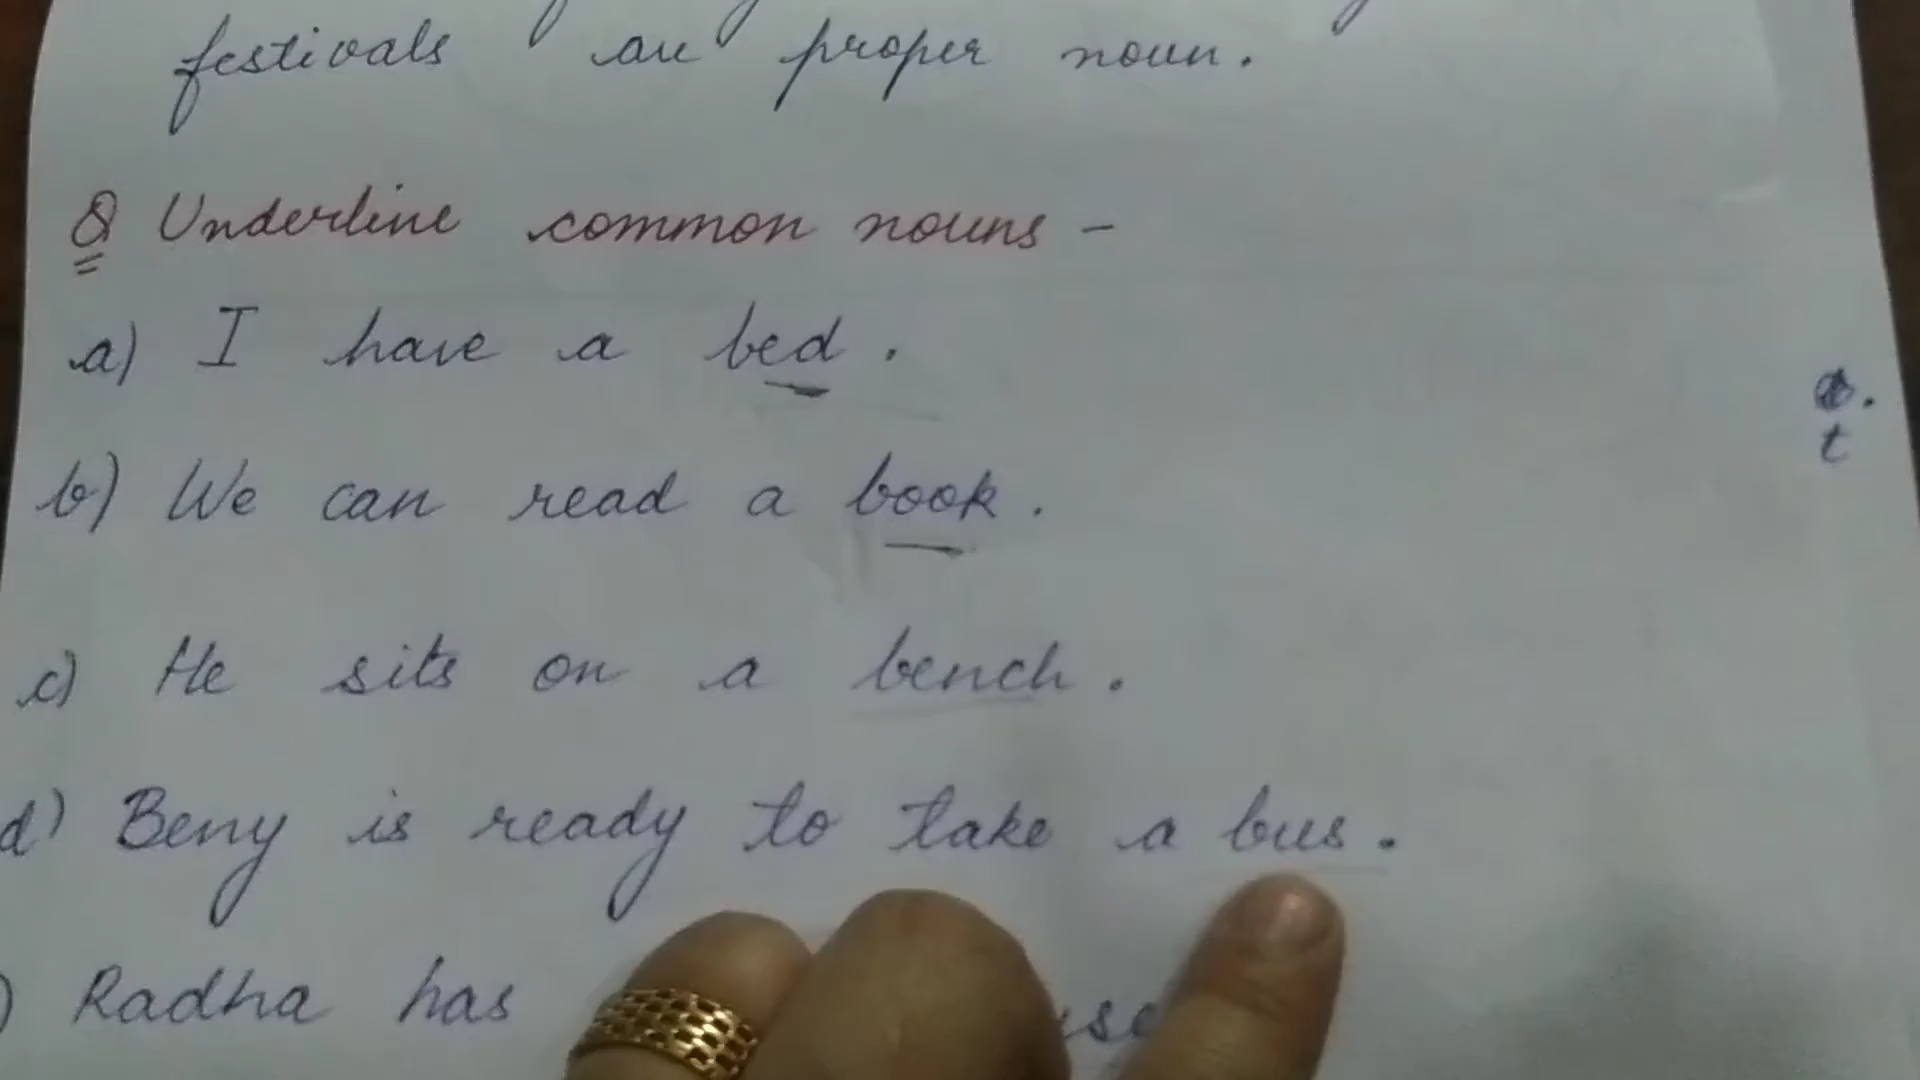 festivals are proper noun.
Q Underline common nouns -
a) I have a bed.
b) We can read a book.
c) He sits on a bench.
t
d) Beny is ready to take a bus.
) Radha has